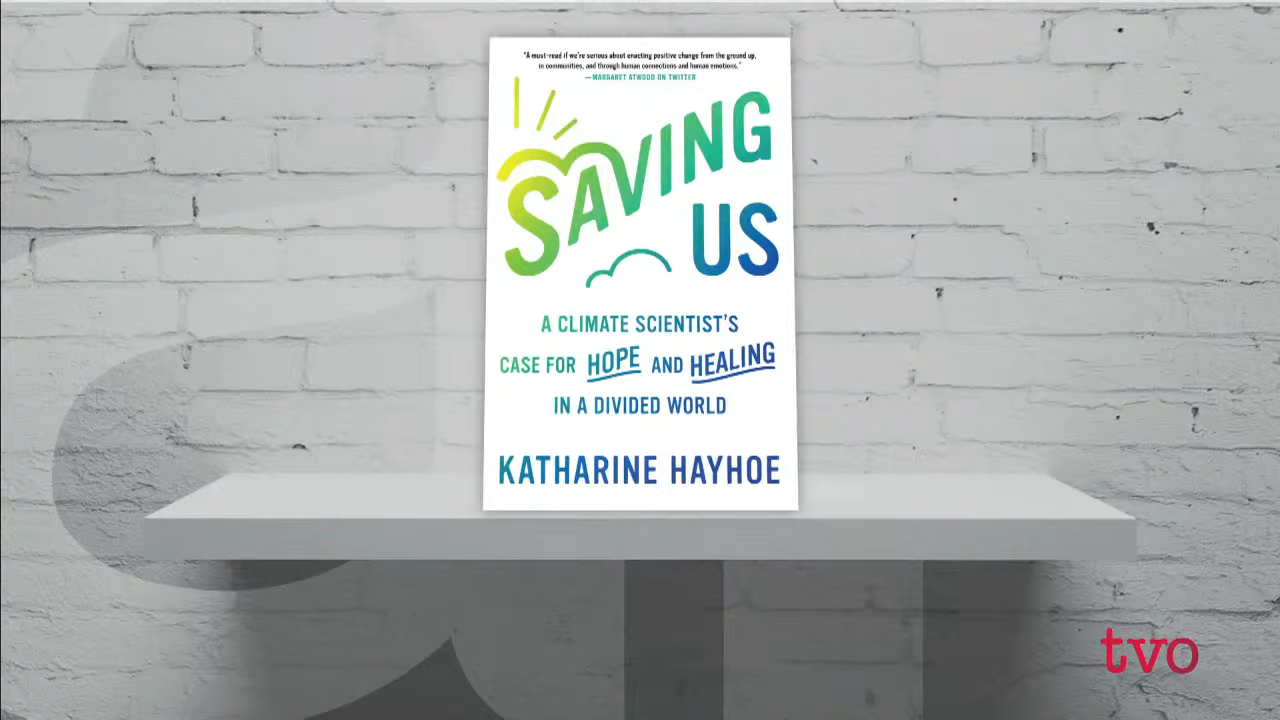 "A must-read if we're serious about enacting positive change from the ground up,
in communities, and through human connections and human emotions."
—MARGARET ATWOOD ON TWITTER
SAVING
US
A CLIMATE SCIENTIST'S
CASE FOR HOPE AND HEALING
IN A DIVIDED WORLD
KATHARINE HAYHOE
tvo